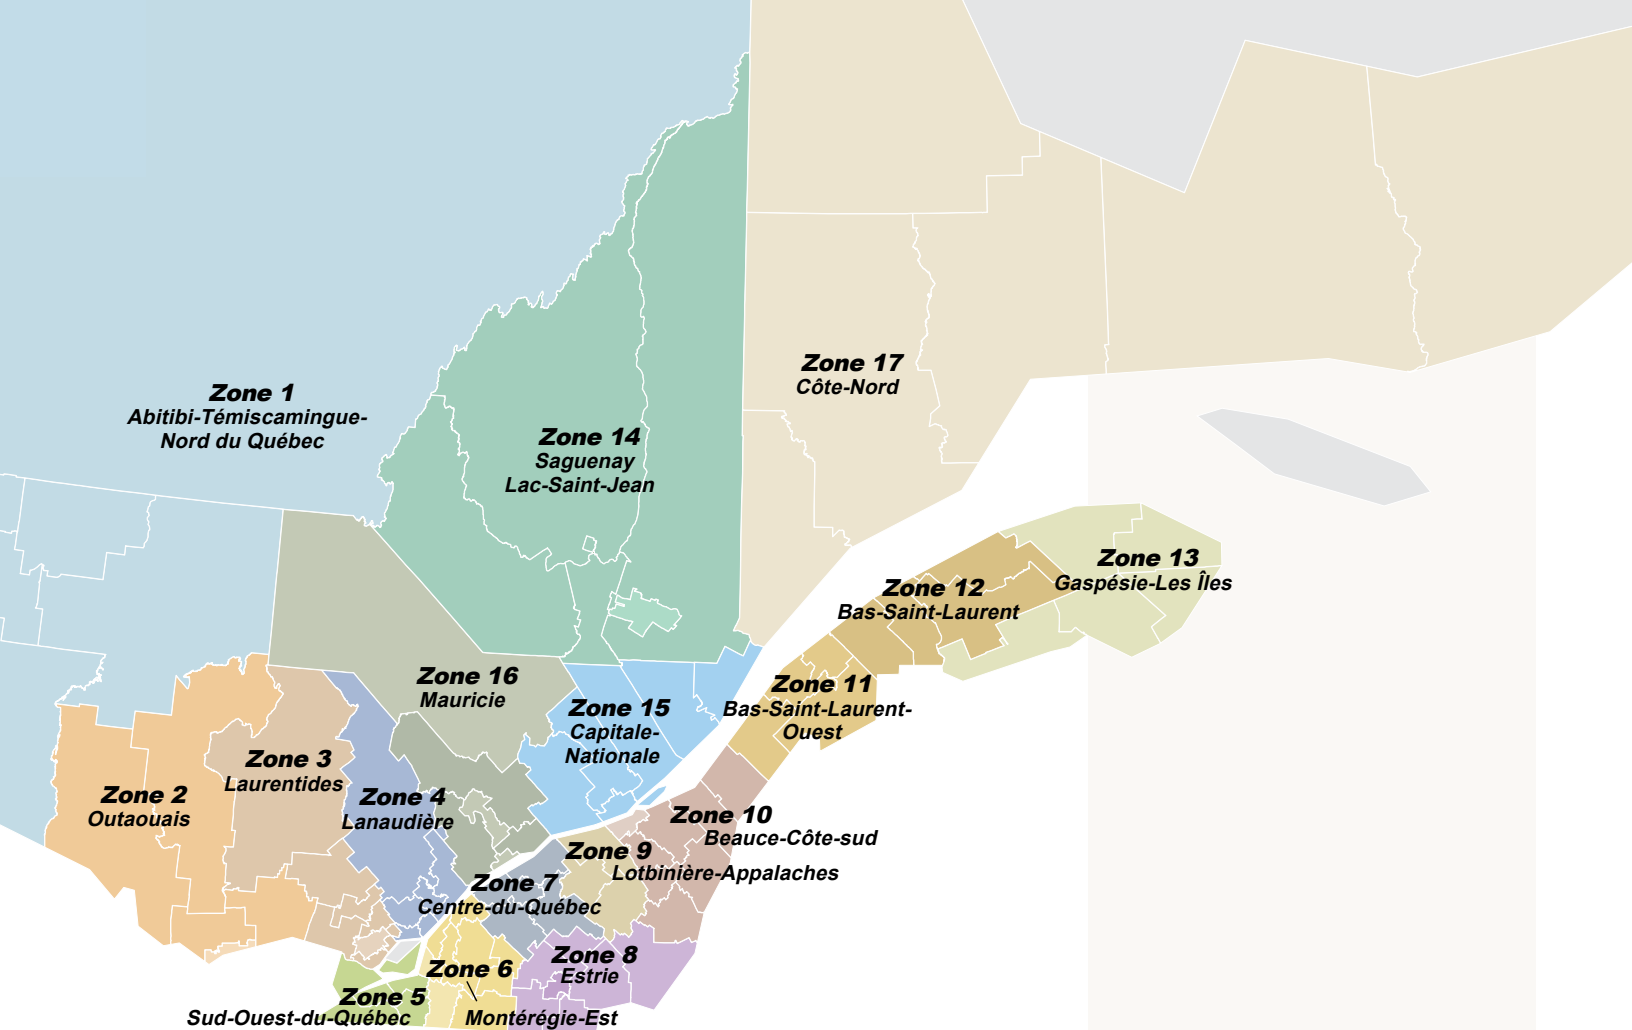 Zone 1
Abitibi-Témiscamingue-
Nord du Québec
Zone 17
Côte-Nord
Zone 14
Saguenay
Lac-Saint-Jean
Zone 13
Gaspésie-Les Îles
Zone 12
Bas-Saint-Laurent
Zone 16
Mauricie
Zone 15
Capitale-
Nationale
Zone 11
Bas-Saint-Laurent-
Ouest
Zone 3
Laurentides
Zone 2
Outaouais
Zone 4
Lanaudière
Zone 10
Beauce-Côte-sud
Zone 9
Lotbinière-Appalaches
Zone 7
Centre-du-Québec
Zone 8
Estrie
Zone 6
Montérégie-Est
Zone 5
Sud-Ouest-du-Québec